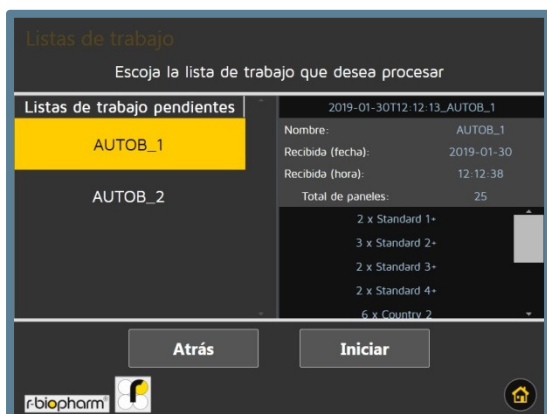 Listas de trabajo
Escoja la lista de trabajo que desea procesar
Listas de trabajo pendientes
AUTOB_1
AUTOB_2
2019-01-30T12:12:13_AUTOB_1
Nombre: AUTOB_1
Recibida (fecha): 2019-01-30
Recibida (hora): 12:12:38
Total de paneles: 25
2 x Standard 1+
3 x Standard 2+
2 x Standard 3+
2 x Standard 4+
6 x Country 2
Atrás
Iniciar
r-biopharm®